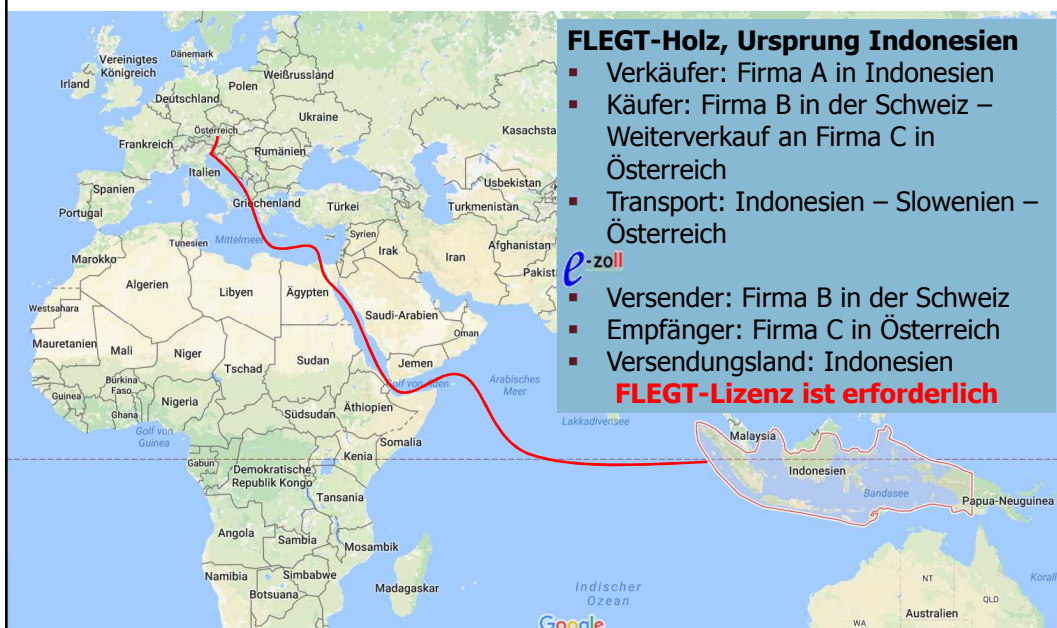 FLEGT-Holz, Ursprung Indonesien
▪ Verkäufer: Firma A in Indonesien
▪ Käufer: Firma B in der Schweiz –
Weiterverkauf an Firma C in
Österreich
▪ Transport: Indonesien – Slowenien –
Österreich
e-zoll
▪ Versender: Firma B in der Schweiz
▪ Empfänger: Firma C in Österreich
▪ Versendungsland: Indonesien
FLEGT-Lizenz ist erforderlich
Vereinigtes
Königreich
Dänemark
Irland
Weißrussland
Polen
Deutschland
Ukraine
Österreich
Kasachsta
Frankreich
Rumänien
Italien
Usbekistan
Spanien
Griechenland
Türkei
Turkmenistan
Portugal
Syrien
Tunesien
Mittelmeer
Afghanistan
Marokko
Irak
Iran
Pakist
Algerien
Libyen
Ägypten
Westsahara
Saudi-Arabien
Oman
Mauretanien
Mali
Niger
Sudan
Jemen
Tschad
Arabisches
Meer
Burkina
Faso
Golf von Aden
Guinea
Nigeria
Ghana
Südsudan
Äthiopien
Lakkadivensee
Golf von
Guinea
Somalia
Malaysia
Kenia
Gabun
Demokratische
Republik Kongo
Indonesien
Tansania
Bandasee
Papua-Neuguinea
Angola
Sambia
Mosambik
Namibia
Simbabwe
Madagaskar
Botsuana
Indischer
Ozean
NT
QLD
Korall
Australien
WA
Google